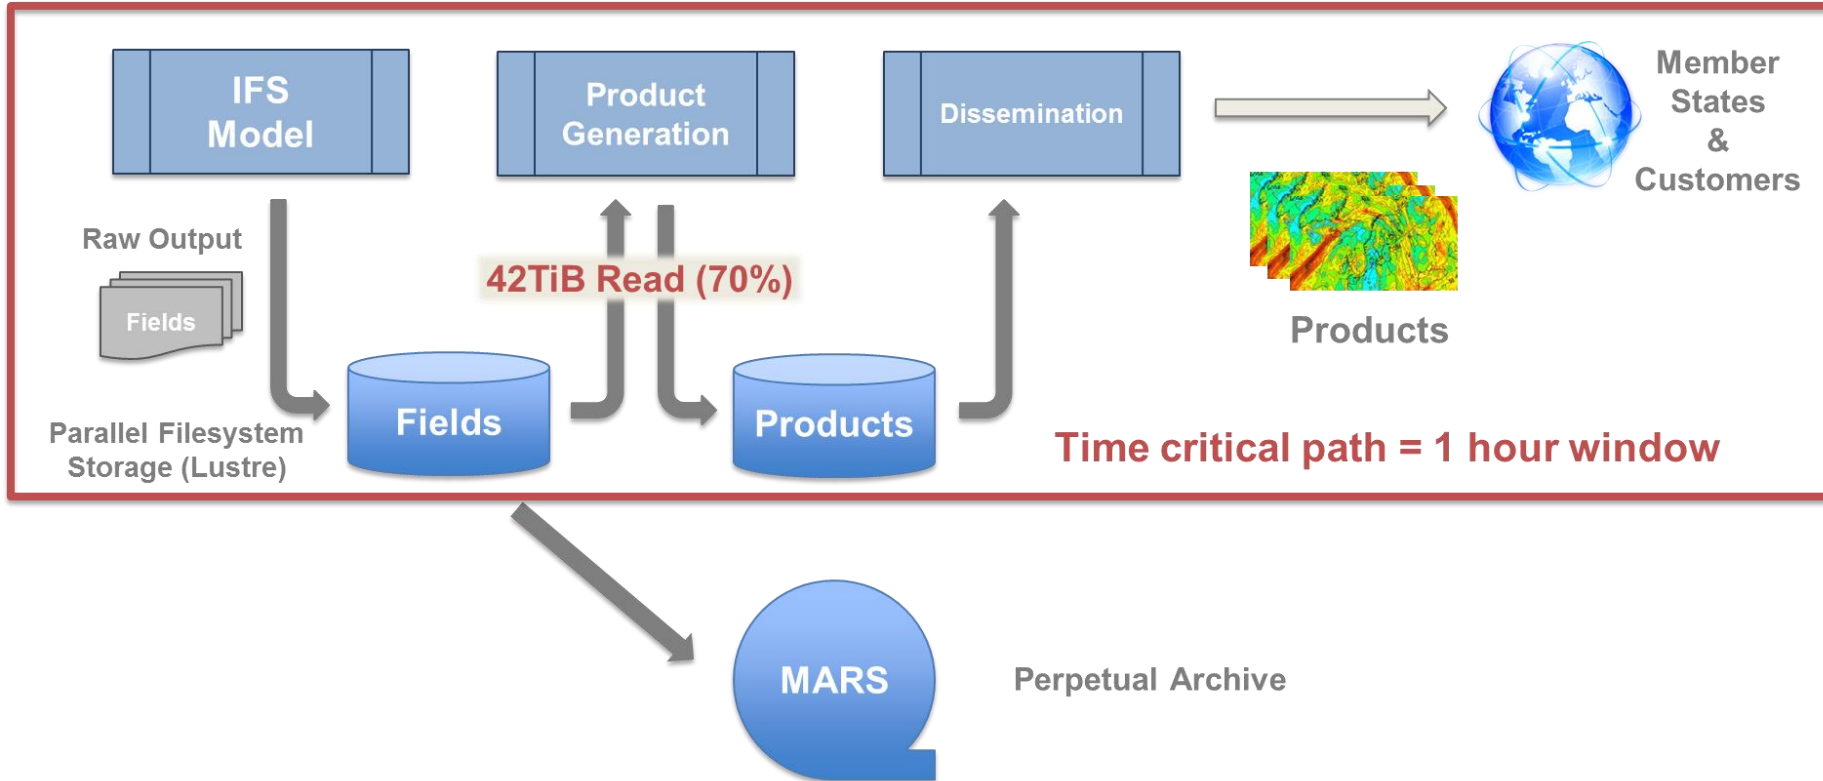 IFS
Model
Product
Generation
Dissemination
Member
States
&
Customers
Raw Output
Fields
42TiB Read (70%)
Products
Fields
Products
Parallel Filesystem
Storage (Lustre)
Time critical path = 1 hour window
MARS
Perpetual Archive